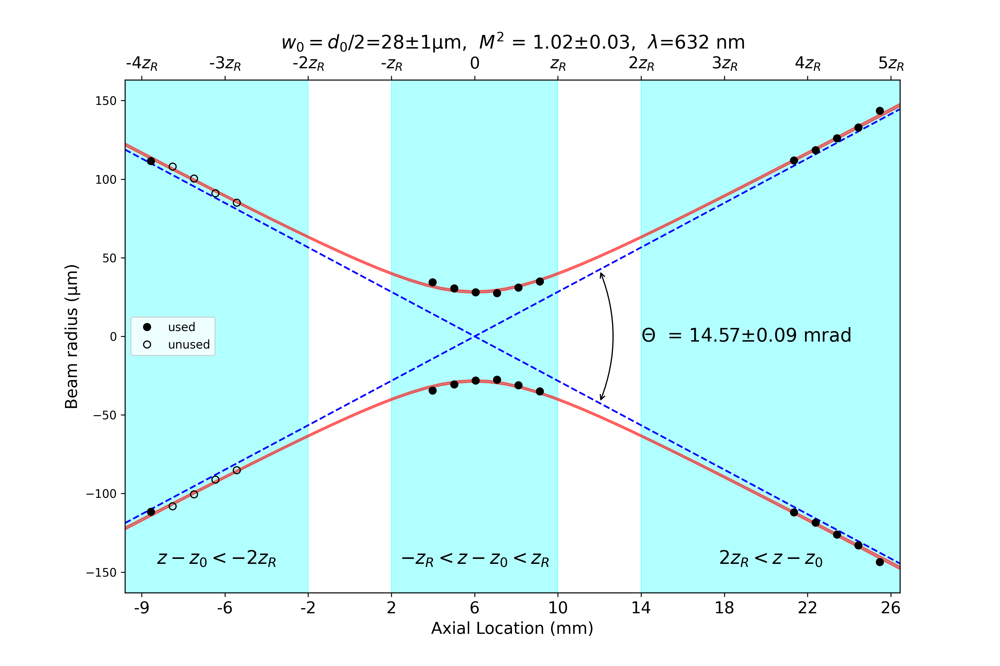 w₀ = d₀/2=28±1µm, M² = 1.02±0.03, λ=632 nm
-4z_R -3z_R -2z_R -z_R 0 z_R 2z_R 3z_R 4z_R 5z_R
150
100
50
0
−50
−100
−150
Beam radius (µm)
used
unused
Θ = 14.57±0.09 mrad
z − z₀ < −2z_R
−z_R < z − z₀ < z_R
2z_R < z − z₀
-9 -6 -2 2 6 10 14 18 22 26
Axial Location (mm)